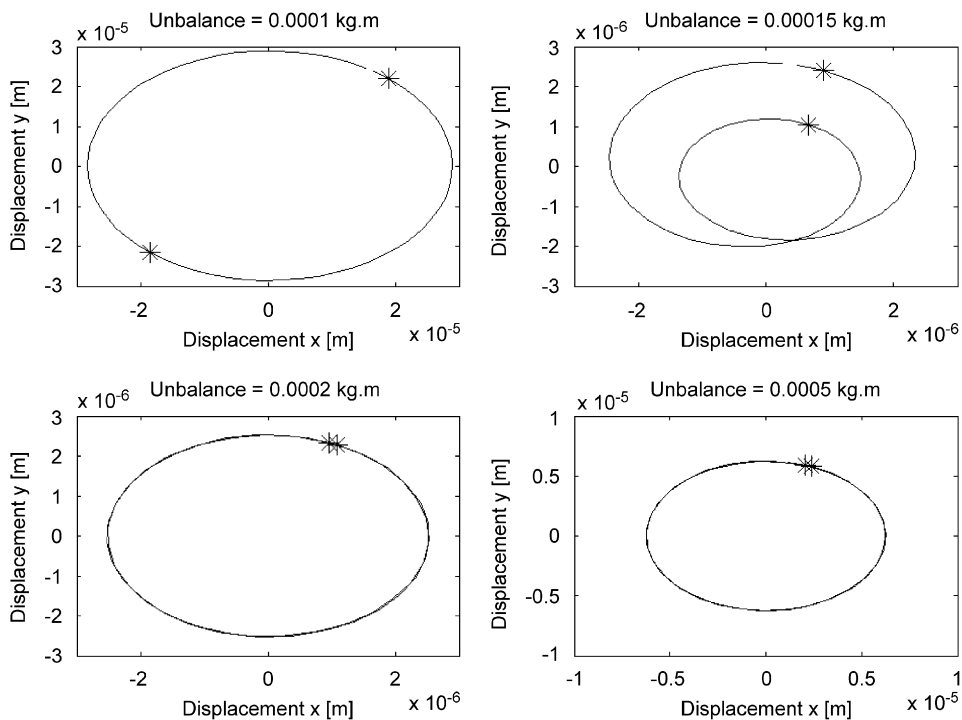 Unbalance = 0.0001 kg.m
x 10-5
3
2
1
0
-1
-2
-3
Displacement y [m]
-2
0
2
x 10-5
Displacement x [m]
Unbalance = 0.00015 kg.m
x 10-6
3
2
1
0
-1
-2
-3
Displacement y [m]
-2
0
2
x 10-6
Displacement x [m]
Unbalance = 0.0002 kg.m
x 10-6
3
2
1
0
-1
-2
-3
Displacement y [m]
-2
0
2
x 10-6
Displacement x [m]
Unbalance = 0.0005 kg.m
x 10-5
1
0.5
0
-0.5
-1
Displacement y [m]
-1
-0.5
0
0.5
1
x 10-5
Displacement x [m]